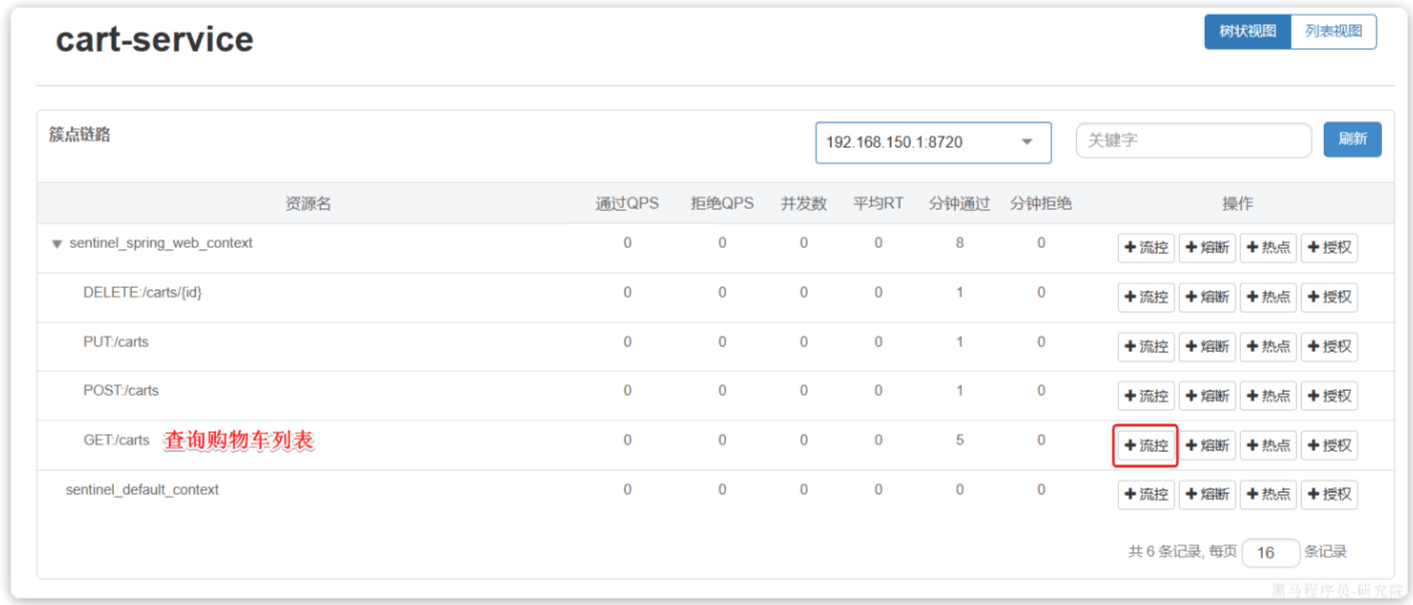 cart-service
树状视图 列表视图
簇点链路 192.168.150.1:8720 关键字 刷新
资源名 通过QPS 拒绝QPS 并发数 平均RT 分钟通过 分钟拒绝 操作
sentinel_spring_web_context 0 0 0 0 8 0 流控 熔断 热点 授权
DELETE:/carts/{id} 0 0 0 0 1 0 流控 熔断 热点 授权
PUT:/carts 0 0 0 0 1 0 流控 熔断 热点 授权
POST:/carts 0 0 0 0 1 0 流控 熔断 热点 授权
GET:/carts 查询购物车列表 0 0 0 0 5 0 流控 熔断 热点 授权
sentinel_default_context 0 0 0 0 0 0 流控 熔断 热点 授权
共 6 条记录, 每页 16 条记录
黑马程序员-研究院